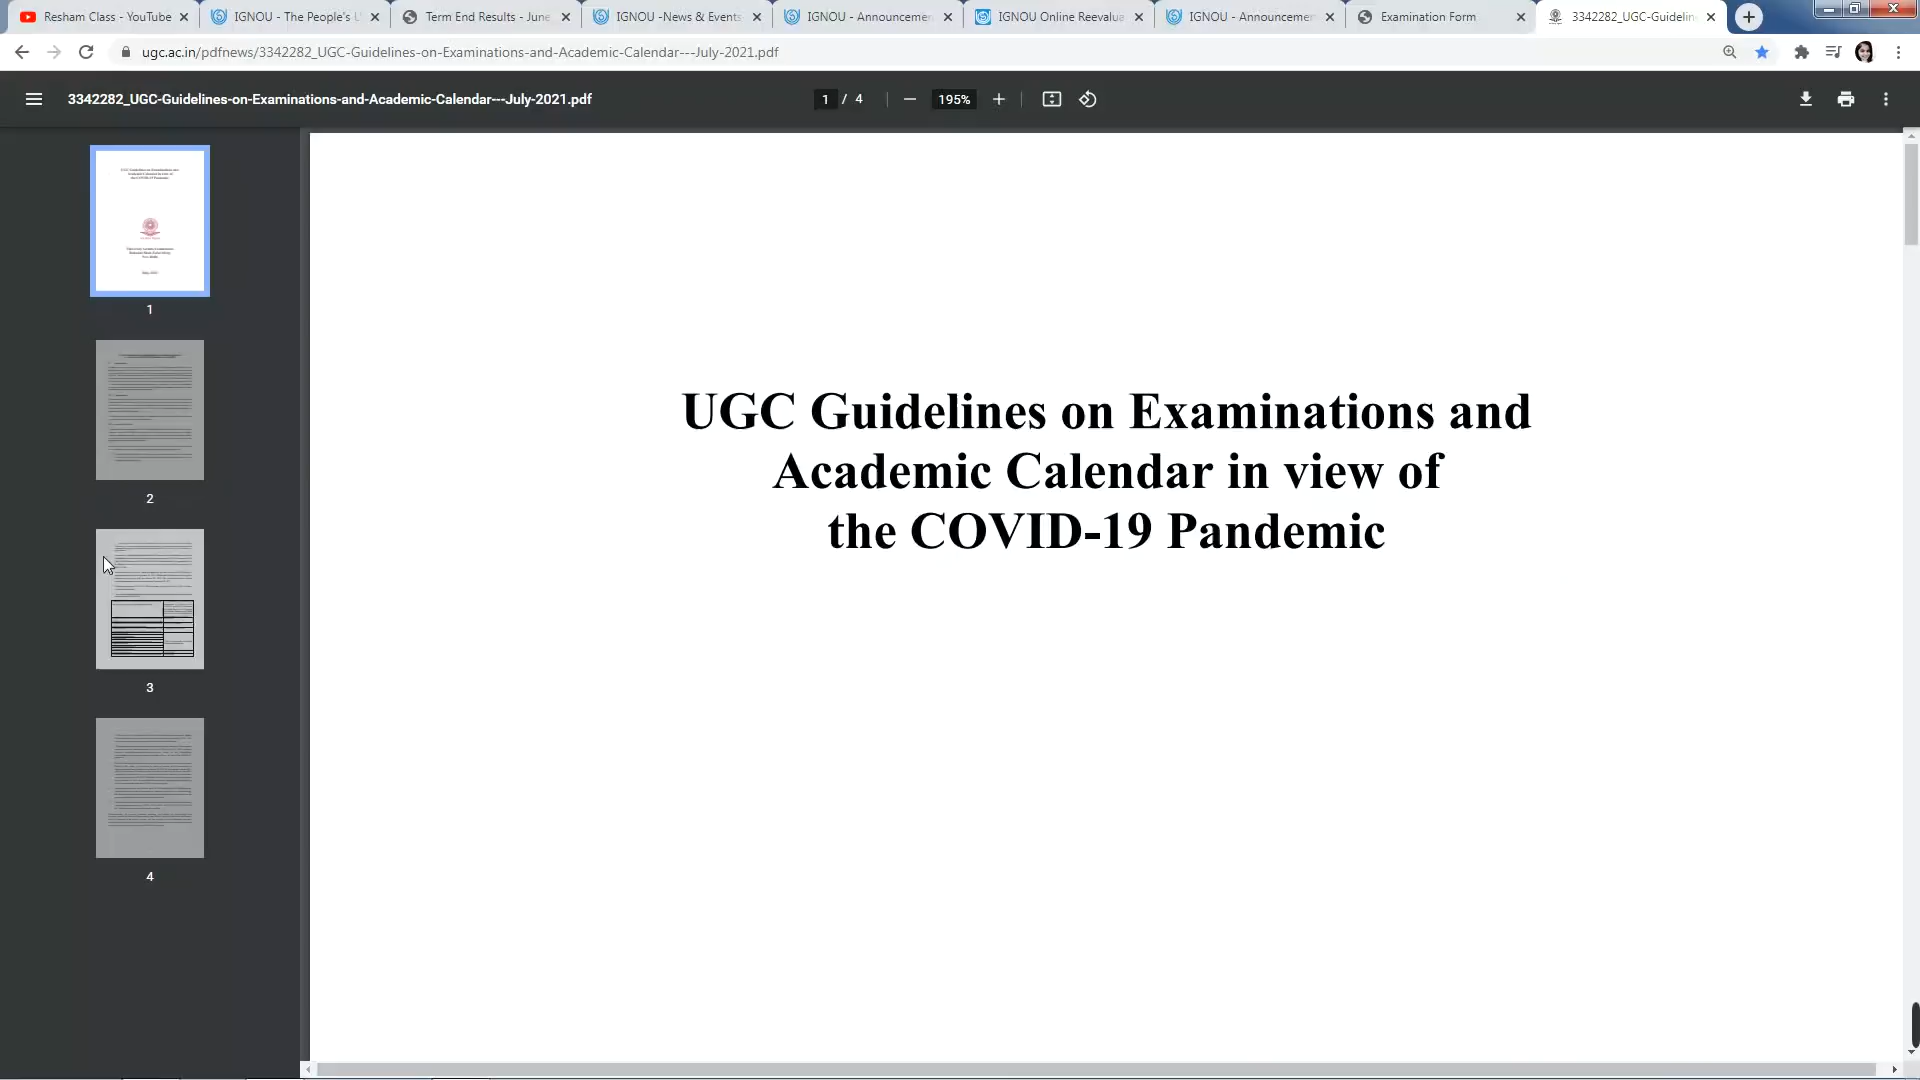 Resham Class - YouTube
IGNOU - The People's U
Term End Results - June
IGNOU -News & Events
IGNOU - Announcemen
IGNOU Online Reevalua
IGNOU - Announcemen
Examination Form
3342282_UGC-Guidelin
ugc.ac.in/pdfnews/3342282_UGC-Guidelines-on-Examinations-and-Academic-Calendar---July-2021.pdf
3342282_UGC-Guidelines-on-Examinations-and-Academic-Calendar---July-2021.pdf
1 / 4
195%
1
2
3
4
UGC Guidelines on Examinations and
Academic Calendar in view of
the COVID-19 Pandemic